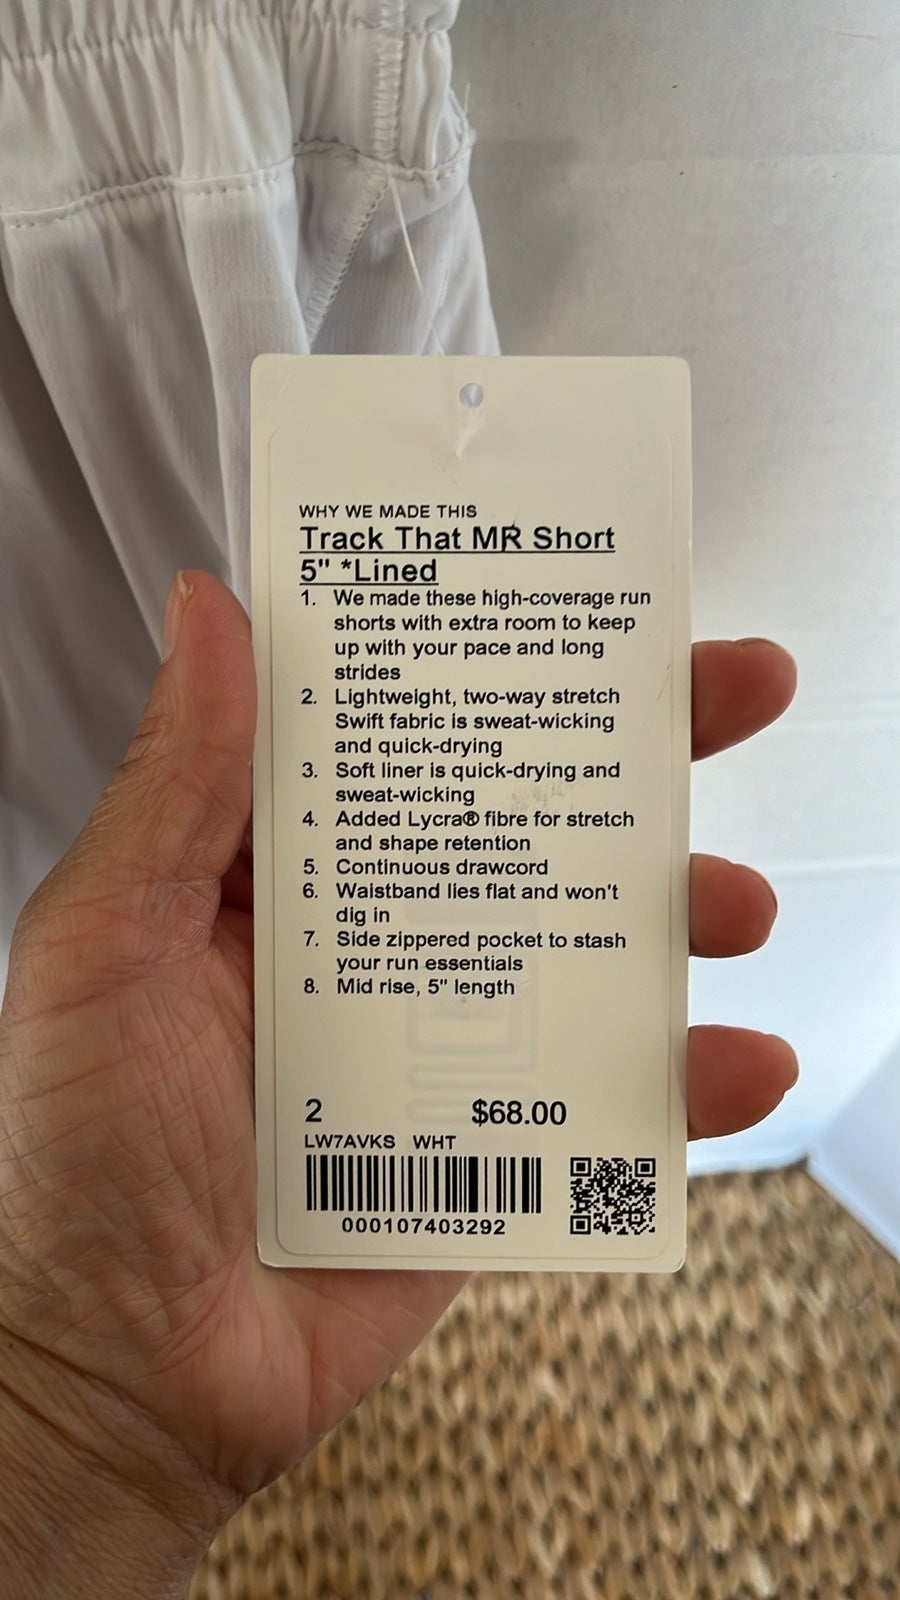 WHY WE MADE THIS
Track That MR Short
5" *Lined
1. We made these high-coverage run
shorts with extra room to keep
up with your pace and long
strides
2. Lightweight, two-way stretch
Swift fabric is sweat-wicking
and quick-drying
3. Soft liner is quick-drying and
sweat-wicking
4. Added Lycra® fibre for stretch
and shape retention
5. Continuous drawcord
6. Waistband lies flat and won't
dig in
7. Side zippered pocket to stash
your run essentials
8. Mid rise, 5" length
2 $68.00
LW7AVKS WHT
000107403292